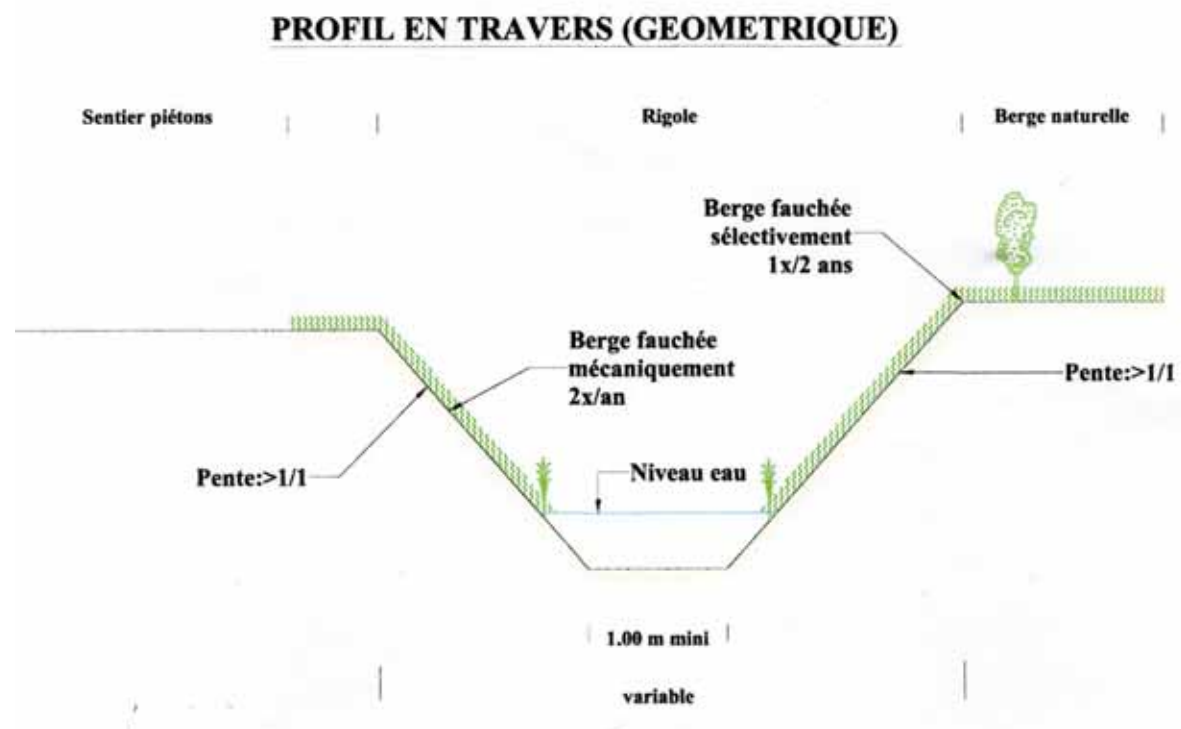 PROFIL EN TRAVERS (GEOMETRIQUE)
Sentier piétons
Rigole
Berge naturelle
Berge fauchée
sélectivement
1x/2 ans
Berge fauchée
mécaniquement
2x/an
Pente:>1/1
Pente:>1/1
Niveau eau
1.00 m mini
variable